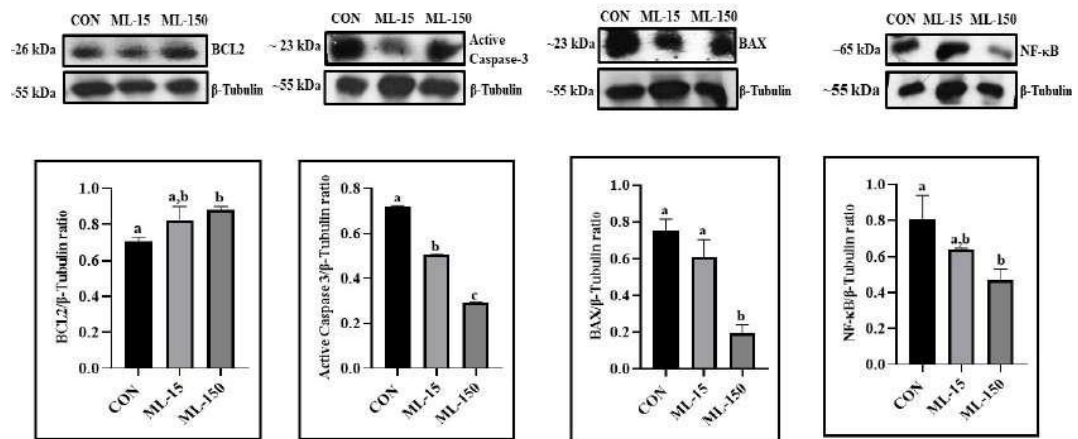 CON ML-15 ML-150
~26 kDa
BCL2
~55 kDa
β-Tubulin
CON ML-15 ML-150
~ 23 kDa
Active
Caspase-3
~55 kDa
β-Tubulin
CON ML-15 ML-150
~23 kDa
BAX
~55 kDa
β-Tubulin
CON ML-15 ML-150
~65 kDa
NF-κB
~55 kDa
β-Tubulin
BCL2/β-Tubulin ratio
1.0
0.8
0.6
0.4
0.2
0.0
a
a,b
b
CON
ML-15
ML-150
Active Caspase 3/β-Tubulin ratio
0.8
0.6
0.4
0.2
0.0
a
b
c
CON
ML-15
ML-150
BAX/β-Tubulin ratio
1.0
0.8
0.6
0.4
0.2
0.0
a
a
b
CON
ML-15
ML-150
NF-κB/β-Tubulin ratio
1.0
0.8
0.6
0.4
0.2
0.0
a
a,b
b
CON
ML-15
ML-150